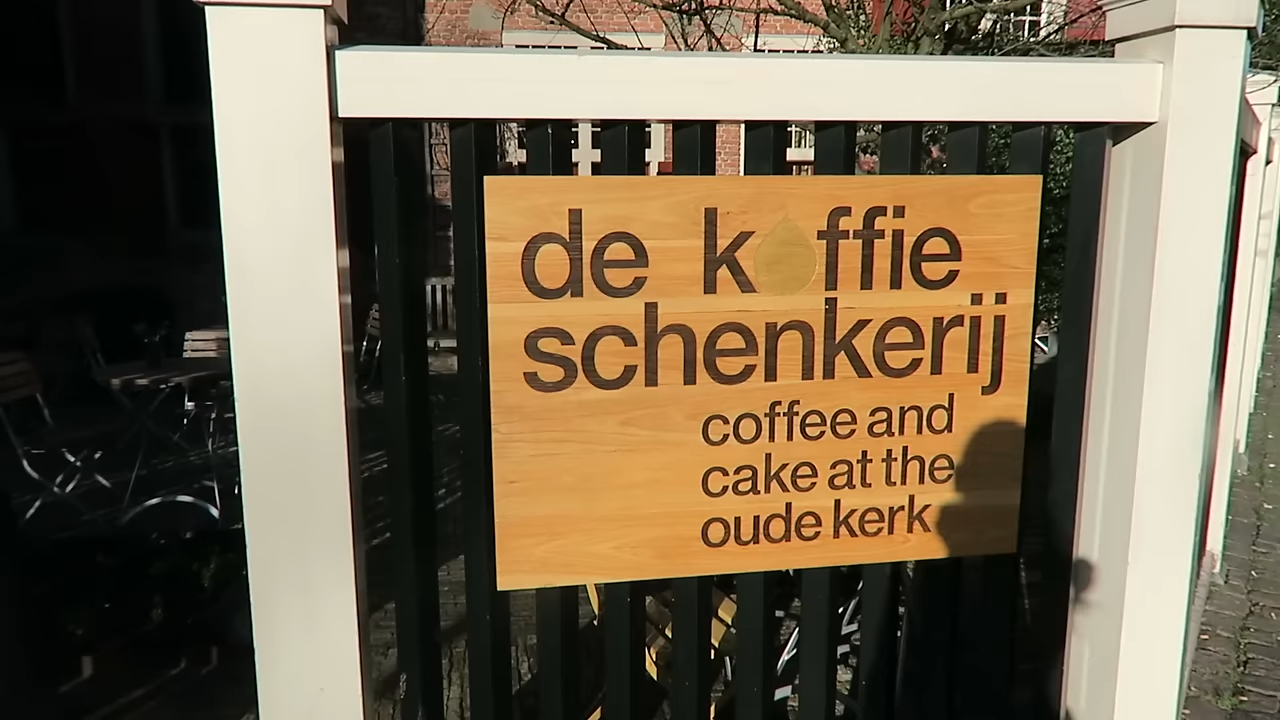 de koffie
schenkerij
coffee and
cake at the
oude kerk